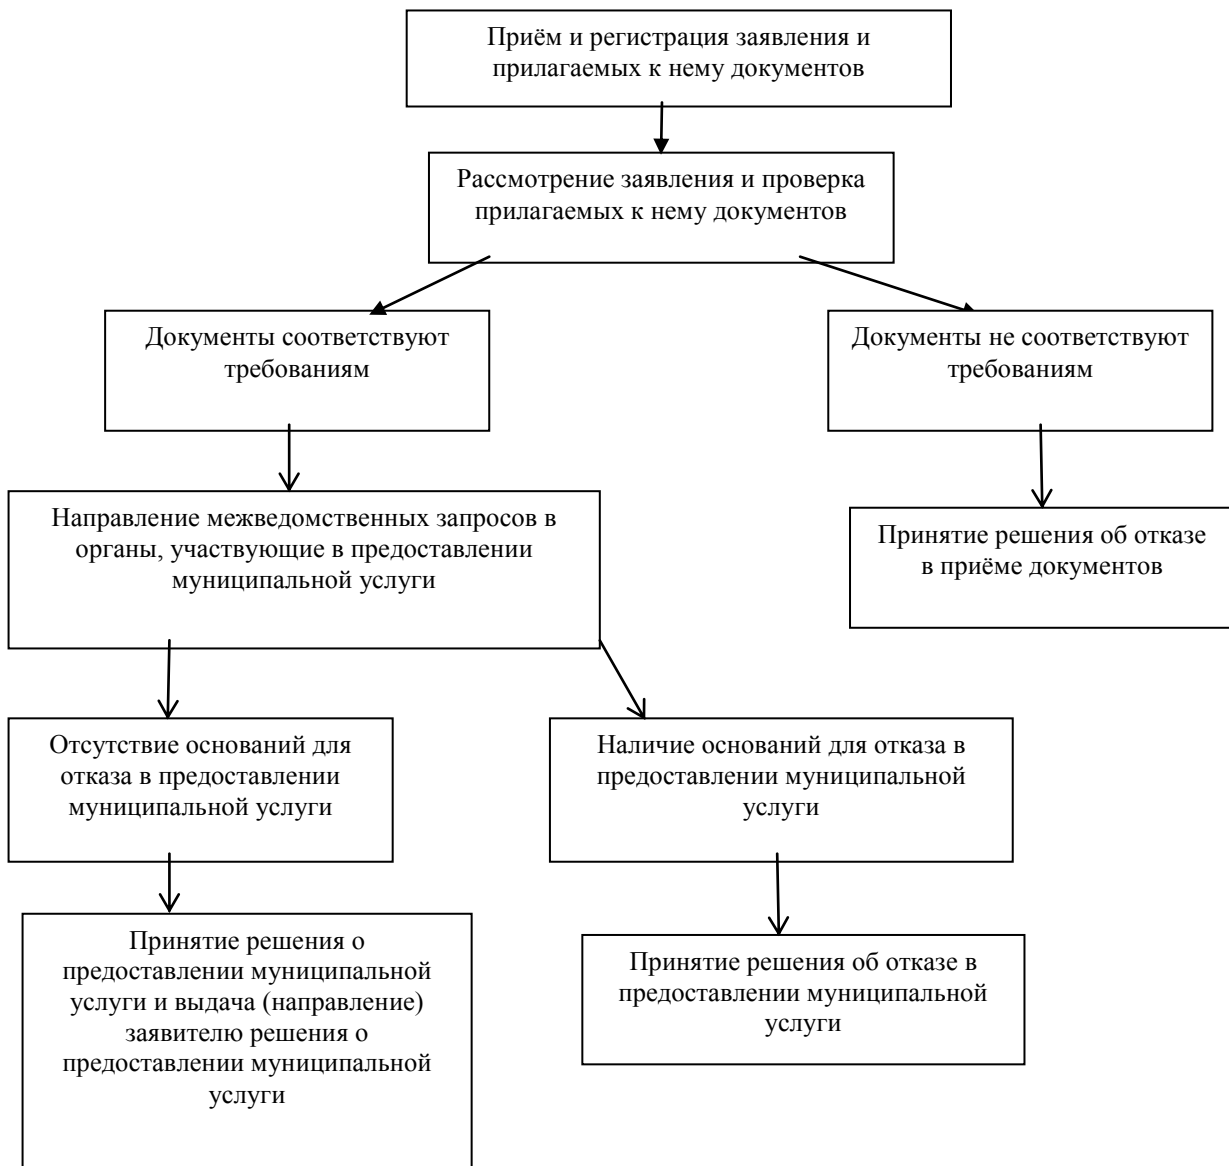 Приём и регистрация заявления и
прилагаемых к нему документов
Рассмотрение заявления и проверка
прилагаемых к нему документов
Документы соответствуют
требованиям
Документы не соответствуют
требованиям
Направление межведомственных запросов в
органы, участвующие в предоставлении
муниципальной услуги
Принятие решения об отказе
в приёме документов
Отсутствие оснований для
отказа в предоставлении
муниципальной услуги
Наличие оснований для отказа в
предоставлении муниципальной
услуги
Принятие решения о
предоставлении муниципальной
услуги и выдача (направление)
заявителю решения о
предоставлении муниципальной
услуги
Принятие решения об отказе в
предоставлении муниципальной
услуги